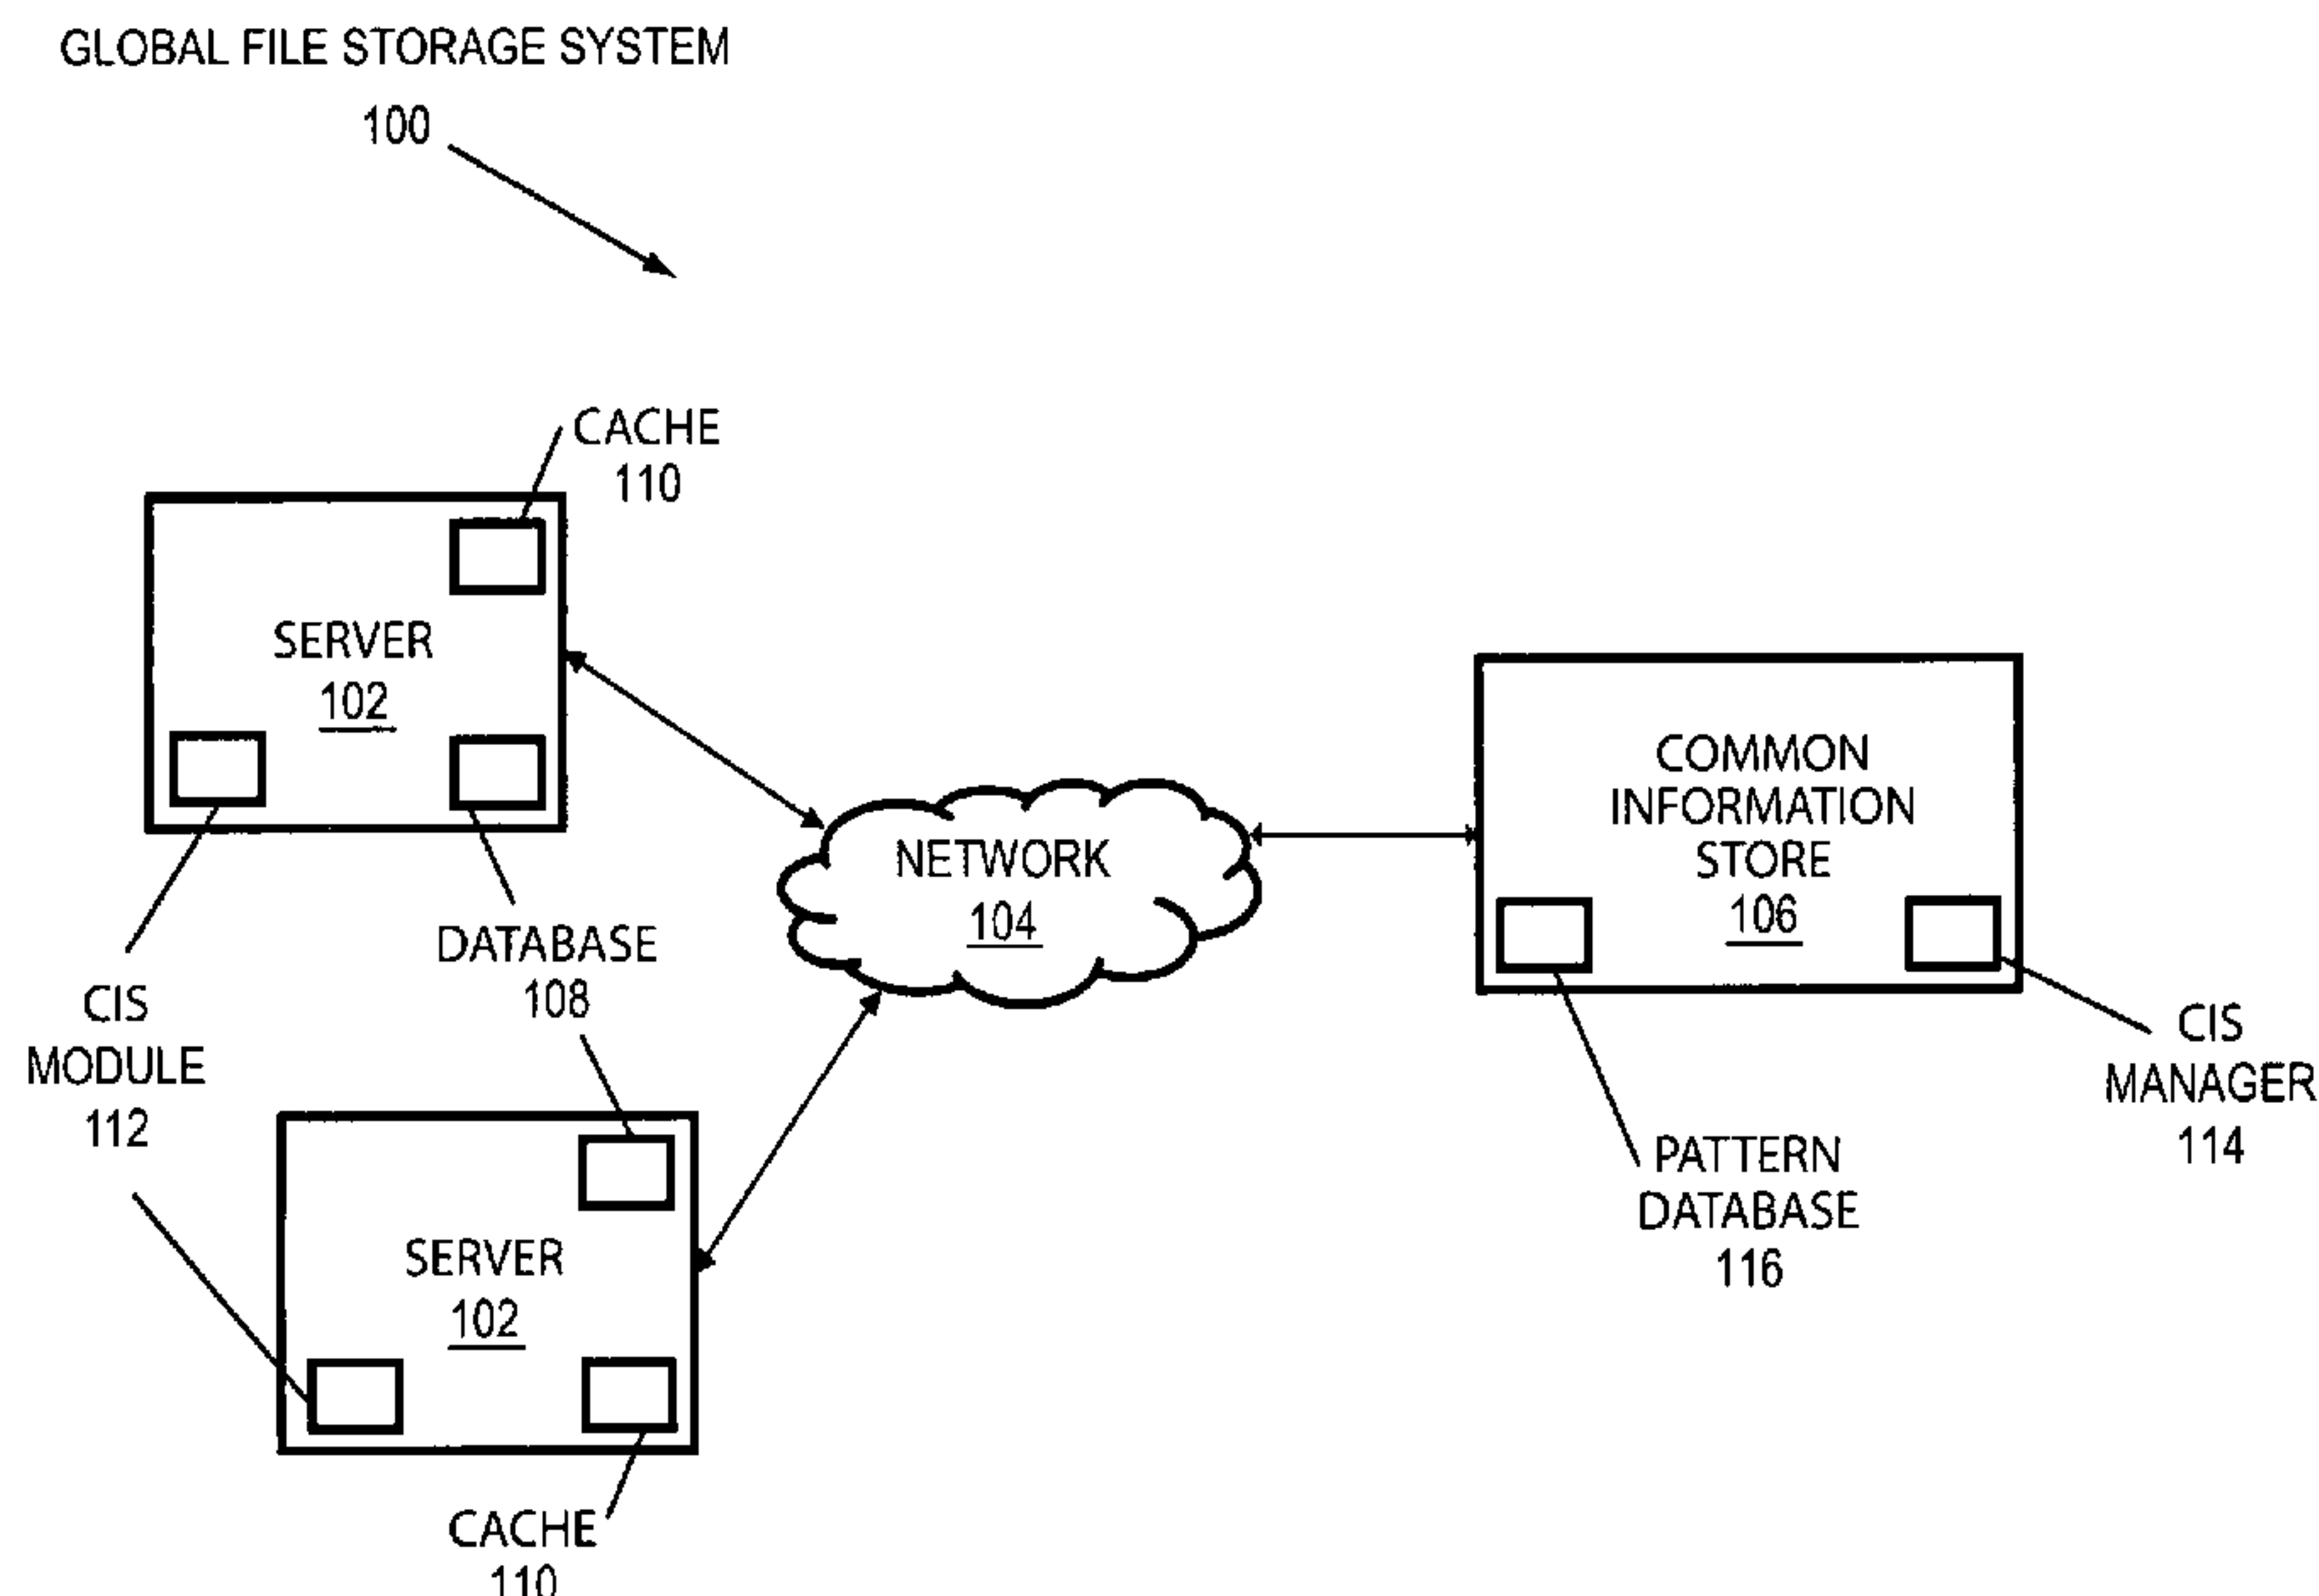 GLOBAL FILE STORAGE SYSTEM
100
CACHE
110
SERVER
102
DATABASE
108
CIS
MODULE
112
NETWORK
104
COMMON
INFORMATION
STORE
106
CIS
MANAGER
114
PATTERN
DATABASE
116
SERVER
102
CACHE
110